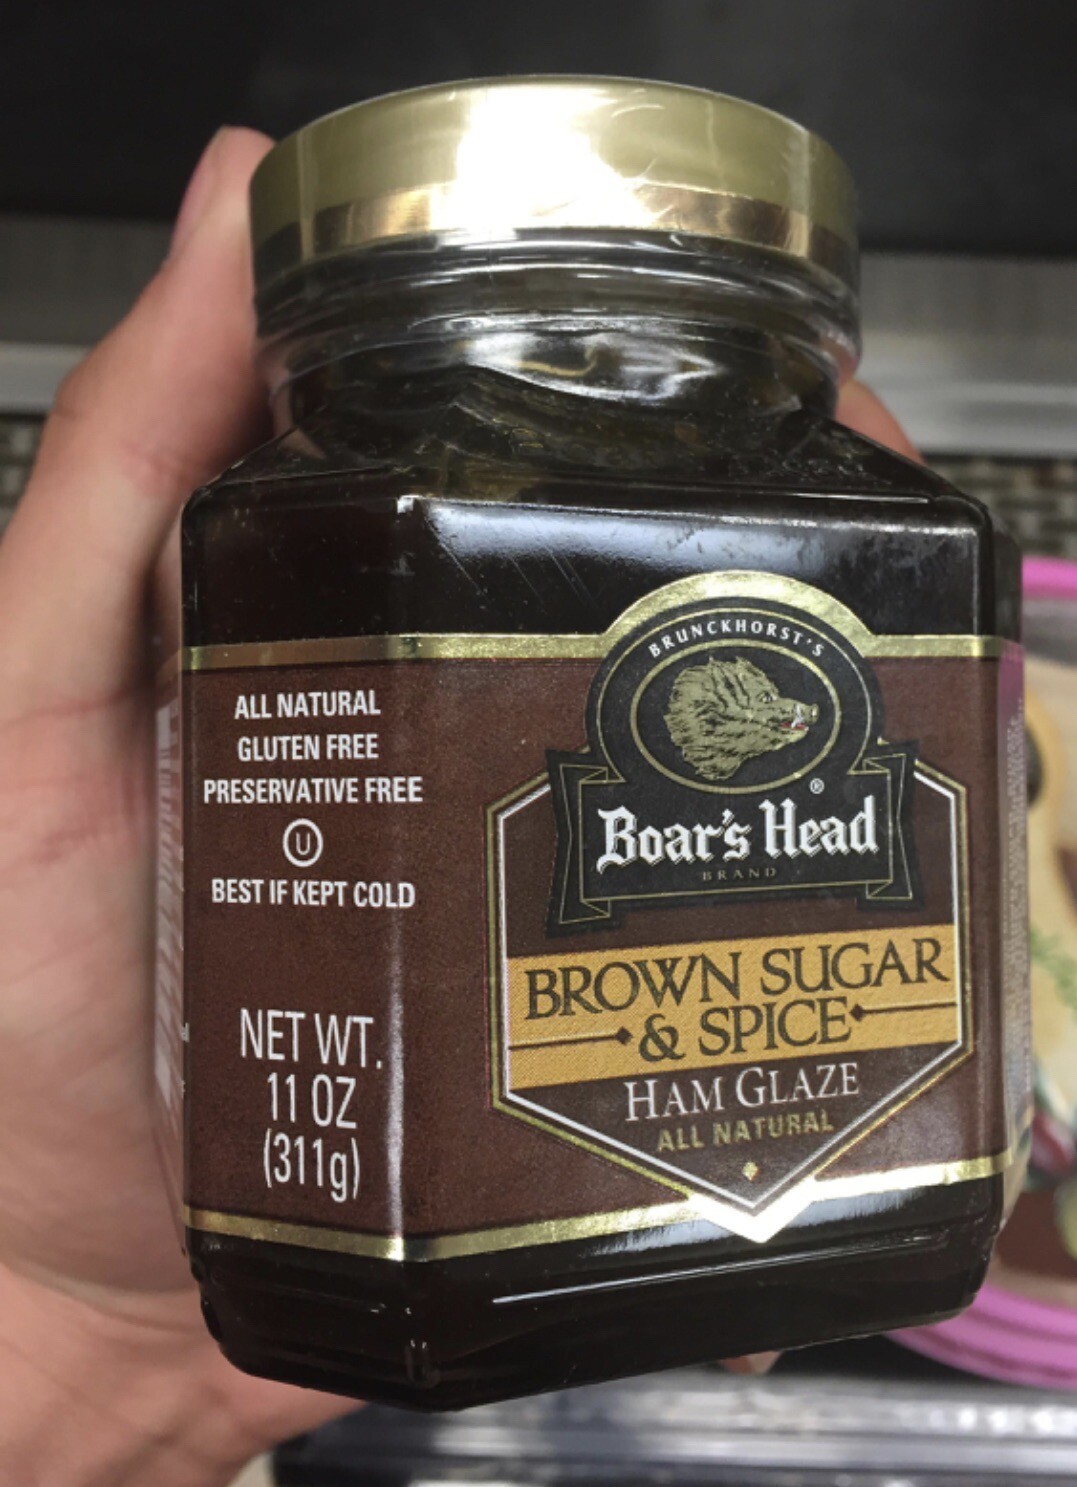 ALL NATURAL
GLUTEN FREE
PRESERVATIVE FREE
U
BEST IF KEPT COLD
NET WT.
11 OZ
(311g)
BRUNCKHORST'S
®
Boar's Head
BRAND
BROWN SUGAR
& SPICE
HAM GLAZE
ALL NATURAL